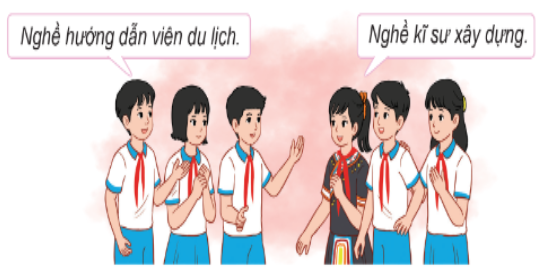 Nghề hướng dẫn viên du lịch.
Nghề kĩ sư xây dựng.